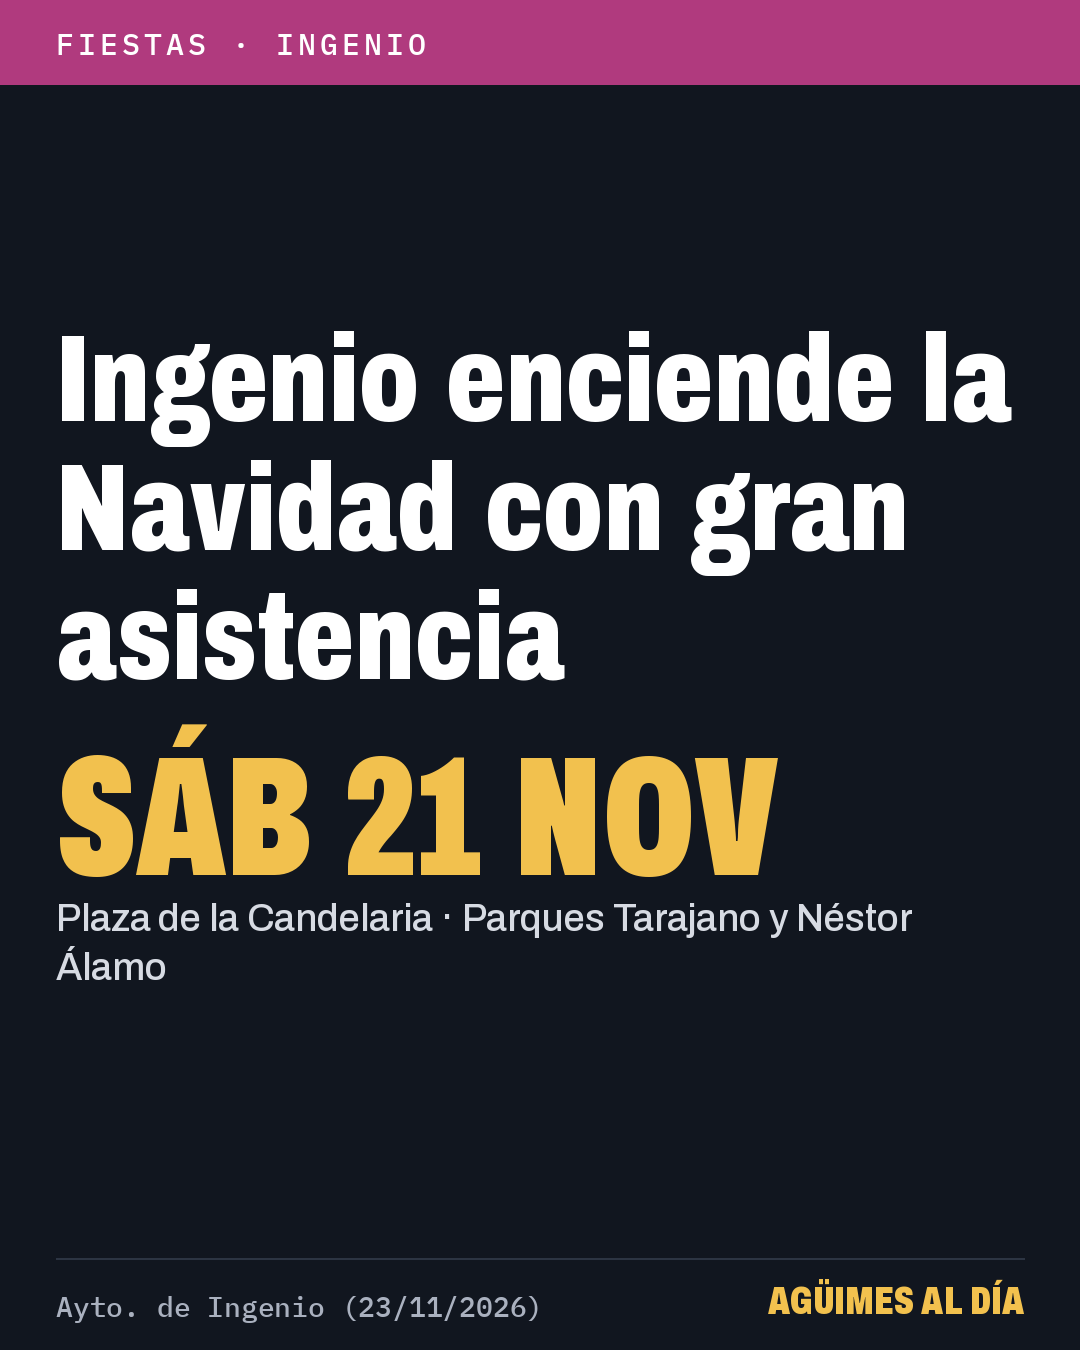 FIESTAS · INGENIO
Ingenio enciende la
Navidad con gran
asistencia
SÁB 21 NOV
Plaza de la Candelaria · Parques Tarajano y Néstor
Álamo
Ayto. de Ingenio (23/11/2026)
AGÜIMES AL DÍA